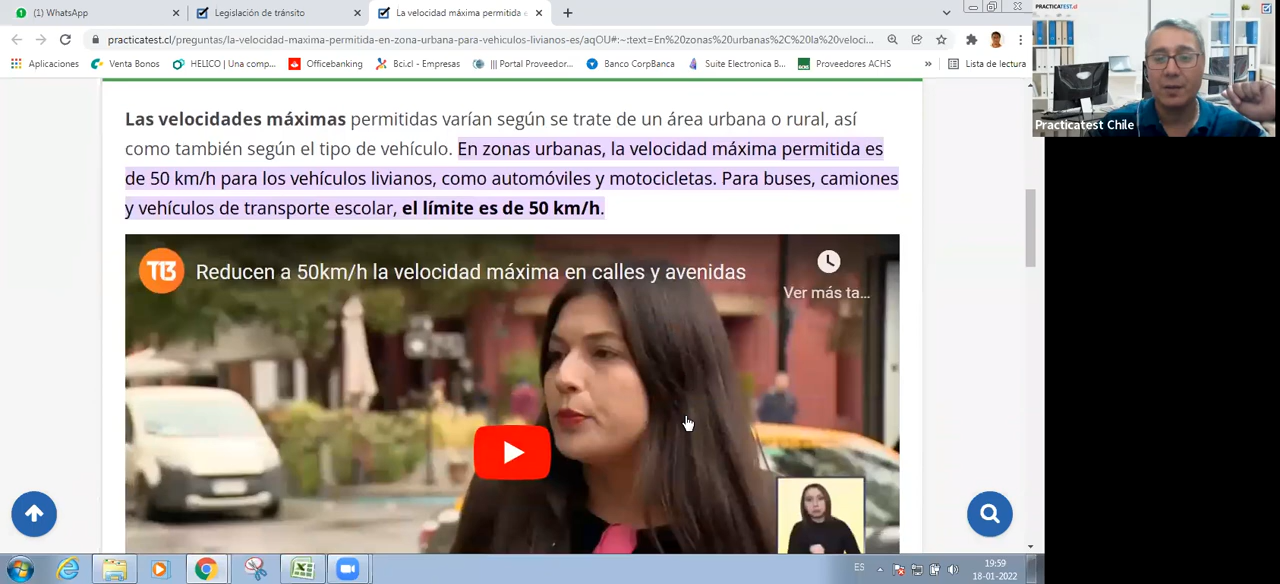 (1) WhatsApp
Legislación de tránsito
La velocidad máxima permitida
practicatest.cl/preguntas/la-velocidad-maxima-permitida-en-zona-urbana-para-vehiculos-livianos-es/aqOU#:~:text=En%20zonas%20urbanas%2C%20la%20veloci...
Aplicaciones
Venta Bonos
HELICO | Una comp...
Officebanking
Bci.cl - Empresas
||| Portal Proveedor...
Banco CorpBanca
Suite Electronica B...
Proveedores ACHS
»
Lista de lectura
PRACTICATEST.cl
Practicatest Chile
Las velocidades máximas permitidas varían según se trate de un área urbana o rural, así
como también según el tipo de vehículo. En zonas urbanas, la velocidad máxima permitida es
de 50 km/h para los vehículos livianos, como automóviles y motocicletas. Para buses, camiones
y vehículos de transporte escolar, el límite es de 50 km/h.
T13
Reducen a 50km/h la velocidad máxima en calles y avenidas
Ver más ta...
ES
19:59
18-01-2022